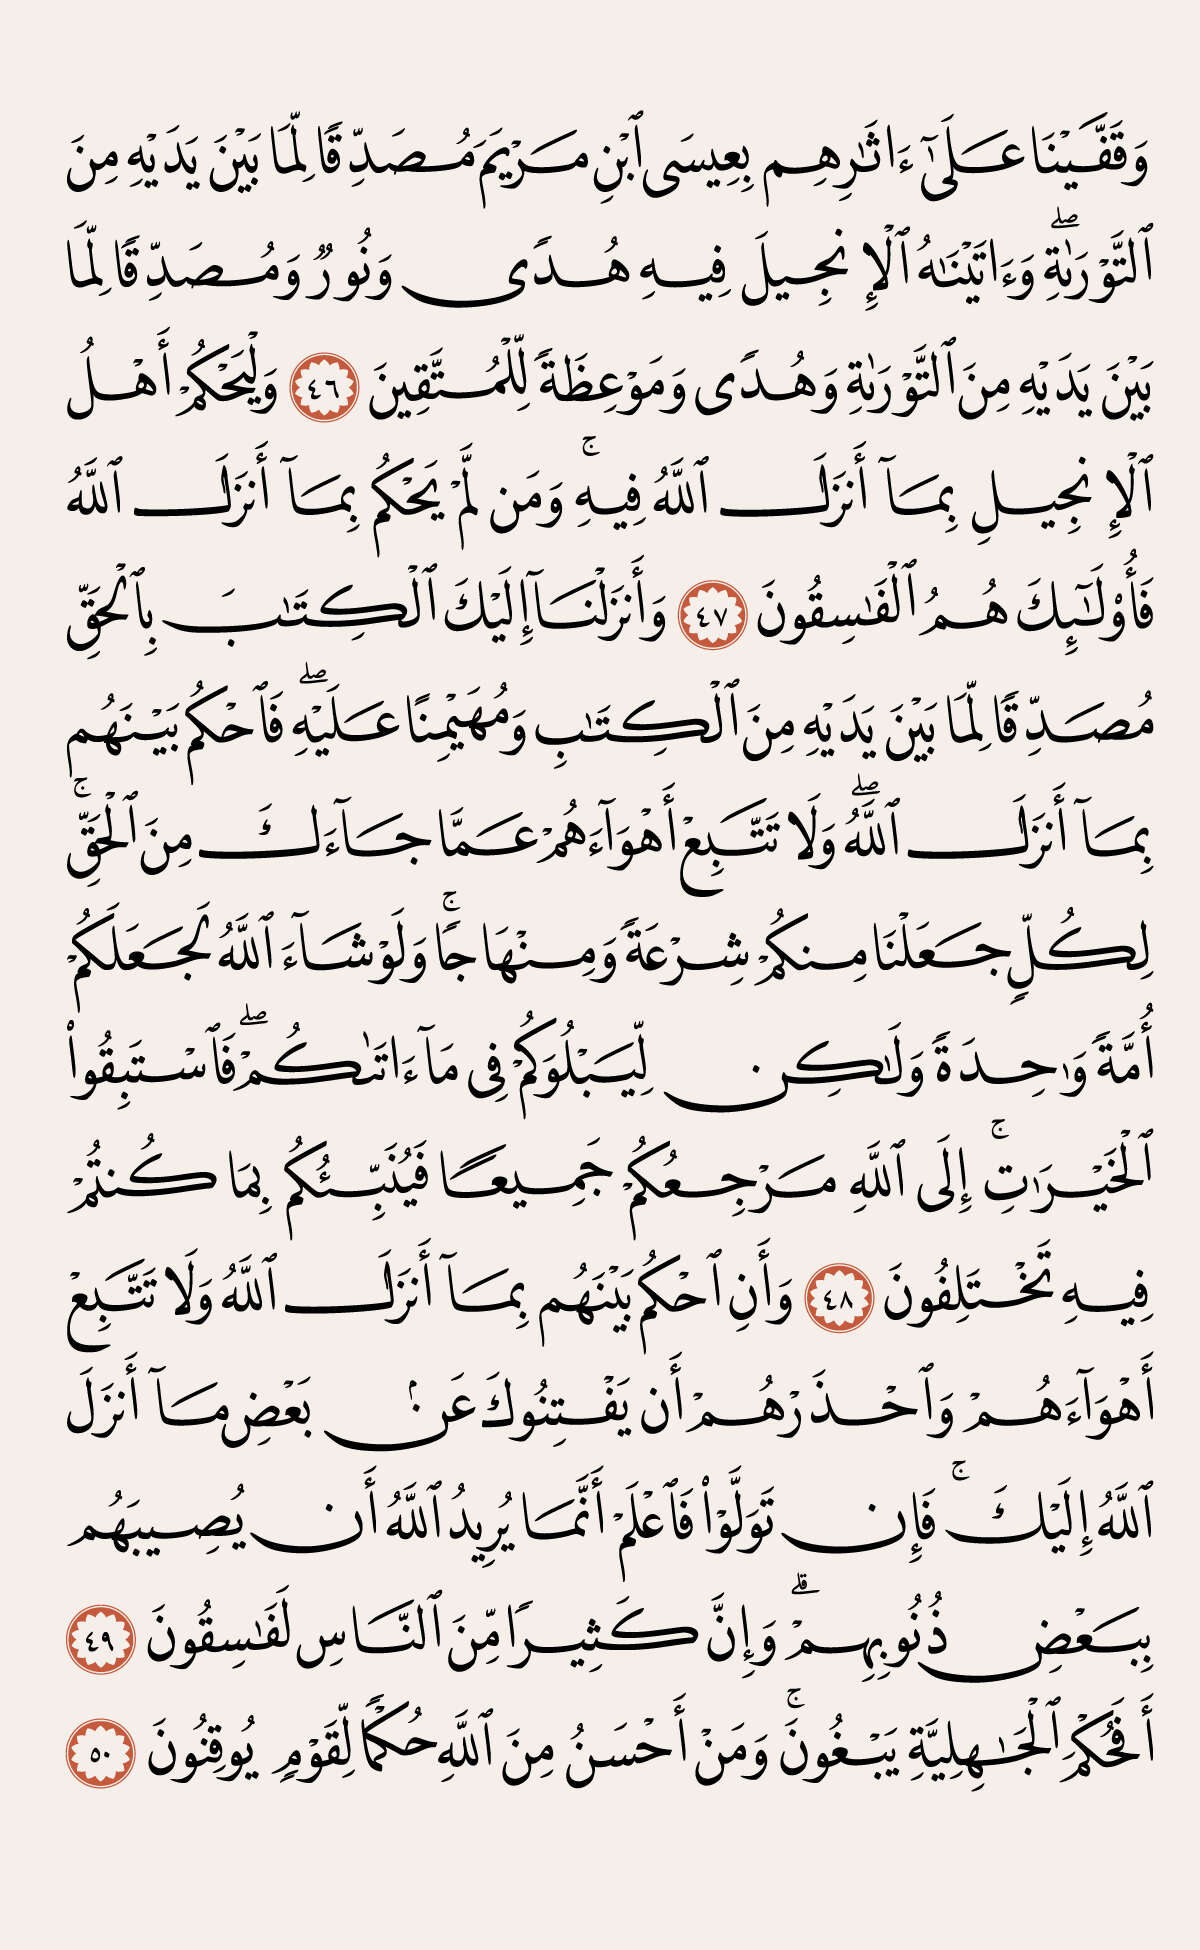 وَقَفَّيْنَا عَلَىٰٓ ءَاثَٰرِهِم بِعِيسَى ٱبْنِ مَرْيَمَ مُصَدِّقًا لِّمَا بَيْنَ يَدَيْهِ مِنَ
ٱلتَّوْرَىٰةِۖ وَءَاتَيْنَٰهُ ٱلْإِنجِيلَ فِيهِ هُدًى وَنُورٌ وَمُصَدِّقًا لِّمَا
بَيْنَ يَدَيْهِ مِنَ ٱلتَّوْرَىٰةِ وَهُدًى وَمَوْعِظَةً لِّلْمُتَّقِينَ ٤٦ وَلْيَحْكُمْ أَهْلُ
ٱلْإِنجِيلِ بِمَآ أَنزَلَ ٱللَّهُ فِيهِۚ وَمَن لَّمْ يَحْكُم بِمَآ أَنزَلَ ٱللَّهُ
فَأُو۟لَٰٓئِكَ هُمُ ٱلْفَٰسِقُونَ ٤٧ وَأَنزَلْنَآ إِلَيْكَ ٱلْكِتَٰبَ بِٱلْحَقِّ
مُصَدِّقًا لِّمَا بَيْنَ يَدَيْهِ مِنَ ٱلْكِتَٰبِ وَمُهَيْمِنًا عَلَيْهِۖ فَٱحْكُم بَيْنَهُم
بِمَآ أَنزَلَ ٱللَّهُۖ وَلَا تَتَّبِعْ أَهْوَآءَهُمْ عَمَّا جَآءَكَ مِنَ ٱلْحَقِّۚ
لِكُلٍّ جَعَلْنَا مِنكُمْ شِرْعَةً وَمِنْهَاجًاۚ وَلَوْ شَآءَ ٱللَّهُ لَجَعَلَكُمْ
أُمَّةً وَٰحِدَةً وَلَٰكِن لِّيَبْلُوَكُمْ فِى مَآ ءَاتَىٰكُمْۖ فَٱسْتَبِقُوا۟
ٱلْخَيْرَٰتِۚ إِلَى ٱللَّهِ مَرْجِعُكُمْ جَمِيعًا فَيُنَبِّئُكُم بِمَا كُنتُمْ
فِيهِ تَخْتَلِفُونَ ٤٨ وَأَنِ ٱحْكُم بَيْنَهُم بِمَآ أَنزَلَ ٱللَّهُ وَلَا تَتَّبِعْ
أَهْوَآءَهُمْ وَٱحْذَرْهُمْ أَن يَفْتِنُوكَ عَنۢ بَعْضِ مَآ أَنزَلَ
ٱللَّهُ إِلَيْكَۚ فَإِن تَوَلَّوْا۟ فَٱعْلَمْ أَنَّمَا يُرِيدُ ٱللَّهُ أَن يُصِيبَهُم
بِبَعْضِ ذُنُوبِهِمْۗ وَإِنَّ كَثِيرًا مِّنَ ٱلنَّاسِ لَفَٰسِقُونَ ٤٩
أَفَحُكْمَ ٱلْجَٰهِلِيَّةِ يَبْغُونَۚ وَمَنْ أَحْسَنُ مِنَ ٱللَّهِ حُكْمًا لِّقَوْمٍ يُوقِنُونَ ٥٠